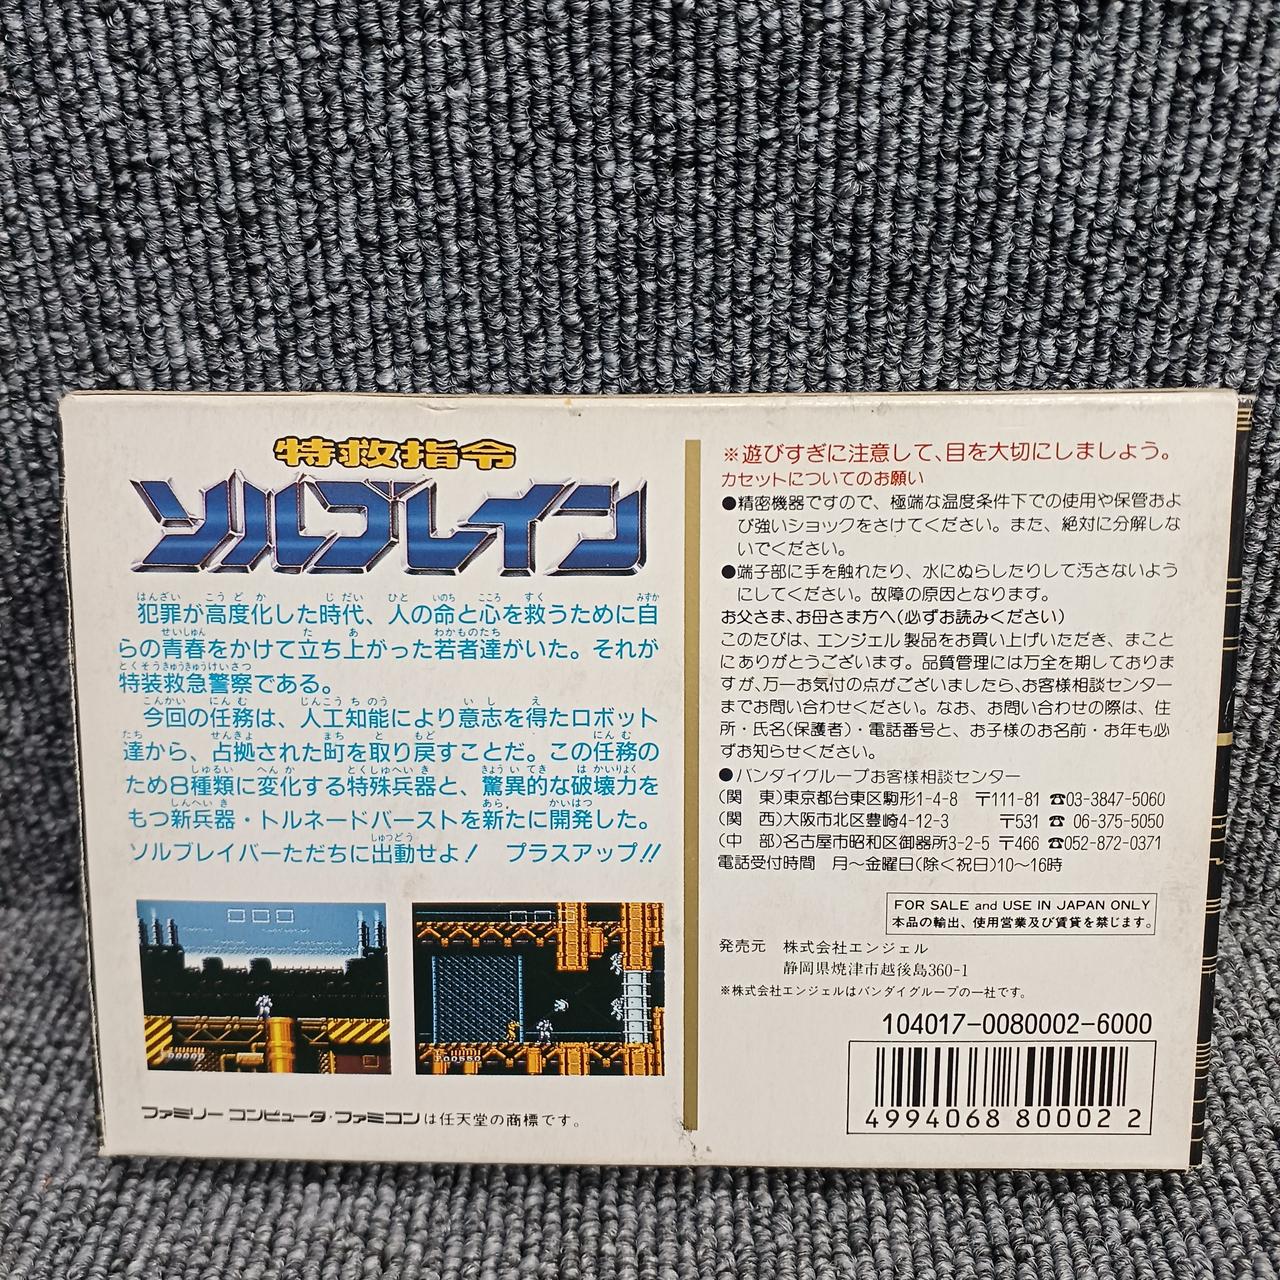 特救指令
ソルブレイン
犯罪が高度化した時代、人の命と心を救うために自
らの青春をかけて立ち上がった若者達がいた。それが
特装救急警察である。
今回の任務は、人工知能により意志を得たロボット
達から、占拠された町を取り戻すことだ。この任務の
ため8種類に変化する特殊兵器と、驚異的な破壊力を
もつ新兵器・トルネードバーストを新たに開発した。
ソルブレイバーただちに出動せよ! プラスアップ!!
ファミリーコンピュータ・ファミコンは任天堂の商標です。
※遊びすぎに注意して、目を大切にしましょう。
カセットについてのお願い
●精密機器ですので、極端な温度条件下での使用や保管およ
び強いショックをさけてください。また、絶対に分解しな
いでください。
●端子部に手を触れたり、水にぬらしたりして汚さないよう
にしてください。故障の原因となります。
お父さま、お母さま方へ(必ずお読みください)
このたびは、エンジェル製品をお買い上げいただき、まこと
にありがとうございます。品質管理には万全を期しておりま
すが、万一お気付の点がございましたら、お客様相談センター
までお問い合わせください。なお、お問い合わせの際は、住
所・氏名(保護者)・電話番号と、お子様のお名前・お年も必
ずお知らせください。
●バンダイグループお客様相談センター
(関 東)東京都台東区駒形1-4-8 〒111-81 ☎03-3847-5060
(関 西)大阪市北区豊崎4-12-3 〒531 ☎06-375-5050
(中 部)名古屋市昭和区御器所3-2-5 〒466 ☎052-872-0371
電話受付時間 月〜金曜日(除く祝日)10〜16時
FOR SALE and USE IN JAPAN ONLY
本品の輸出、使用営業及び賃貸を禁じます。
発売元 株式会社エンジェル
静岡県焼津市越後島360-1
※株式会社エンジェルはバンダイグループの一社です。
104017-0080002-6000
4994068 80002 2